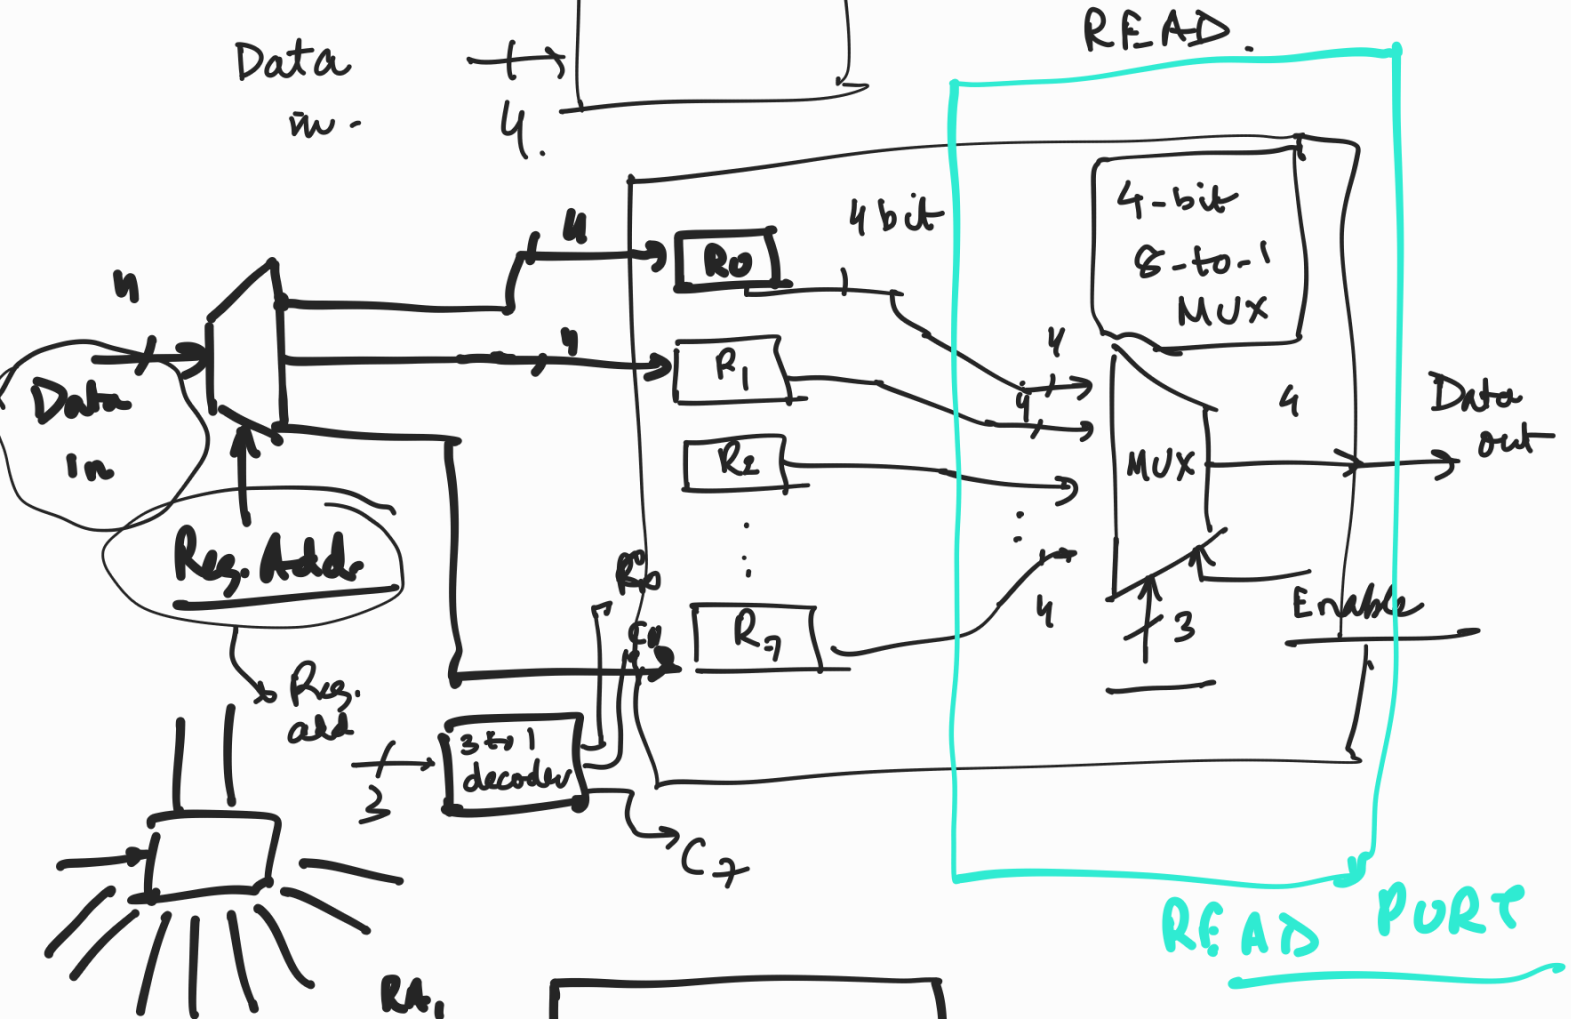 READ.
Data
in.
4.
4
4 bit
4-bit
8-to-1
MUX
R0
4
4
R1
4
4
Data
in
R2
MUX
4
Data
out
Reg. Add.
R7
4
3
Enable
Reg.
add
3
3 to 1
decoder
C7
READ PORT
RA1